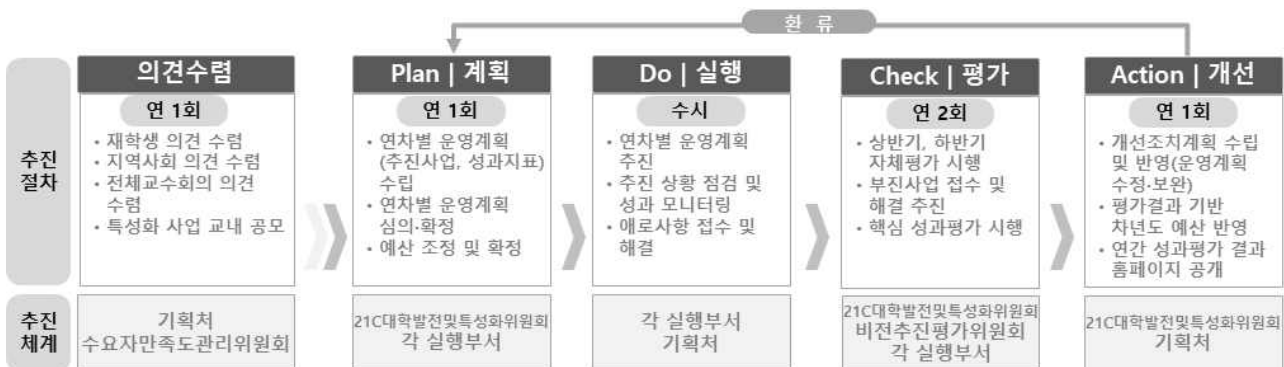 환 류
추진
절차
의견수렴
연 1회
• 재학생 의견 수렴
• 지역사회 의견 수렴
• 전체교수회의 의견
수렴
• 특성화 사업 교내 공모
Plan | 계획
연 1회
• 연차별 운영계획
(추진사업, 성과지표)
수립
• 연차별 운영계획
심의·확정
• 예산 조정 및 확정
Do | 실행
수시
• 연차별 운영계획
추진
• 추진 상황 점검 및
성과 모니터링
• 애로사항 접수 및
해결
Check | 평가
연 2회
• 상반기, 하반기
자체평가 시행
• 부진사업 접수 및
해결 추진
• 핵심 성과평가 시행
Action | 개선
연 1회
• 개선조치계획 수립
및 반영(운영계획
수정·보완)
• 평가결과 기반
차년도 예산 반영
• 연간 성과평가 결과
홈페이지 공개
추진
체계
기획처
수요자만족도관리위원회
21C대학발전및특성화위원회
각 실행부서
각 실행부서
기획처
21C대학발전및특성화위원회
비전추진평가위원회
각 실행부서
21C대학발전및특성화위원회
기획처